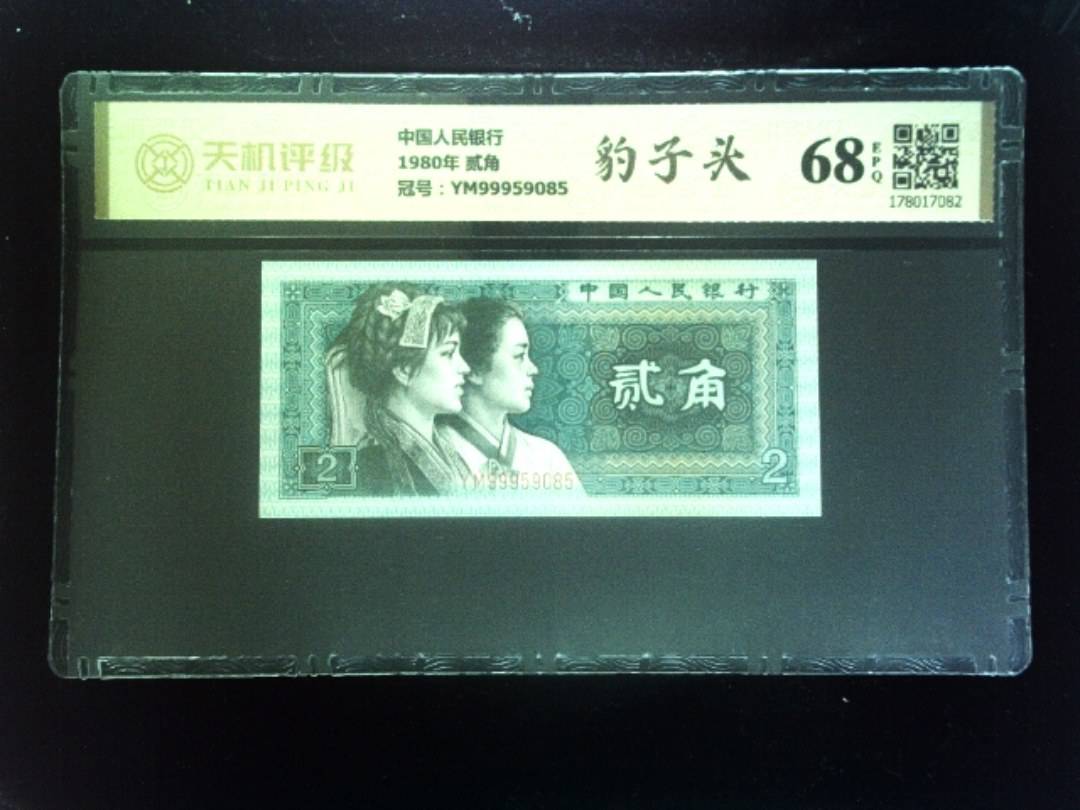 天机评级
TIAN JI PING JI
中国人民银行
1980年 贰角
冠号：YM99959085
豹子头
68
EPQ
178017082
中国人民银行
贰角
2
YM99959085
2